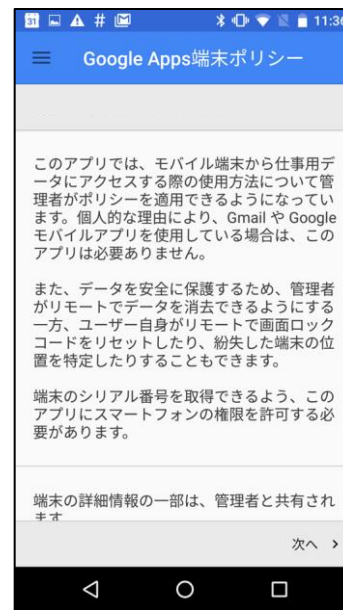 31 # M 11:36
Google Apps端末ポリシー
このアプリでは、モバイル端末から仕事用デ
ータにアクセスする際の使用方法について管
理者がポリシーを適用できるようになってい
ます。個人的な理由により、Gmail や Google
モバイルアプリを使用している場合は、この
アプリは必要ありません。
また、データを安全に保護するため、管理者
がリモートでデータを消去できるようにする
一方、ユーザー自身がリモートで画面ロック
コードをリセットしたり、紛失した端末の位
置を特定したりすることもできます。
端末のシリアル番号を取得できるよう、この
アプリにスマートフォンの権限を許可する必
要があります。
端末の詳細情報の一部は、管理者と共有され
ます
次へ